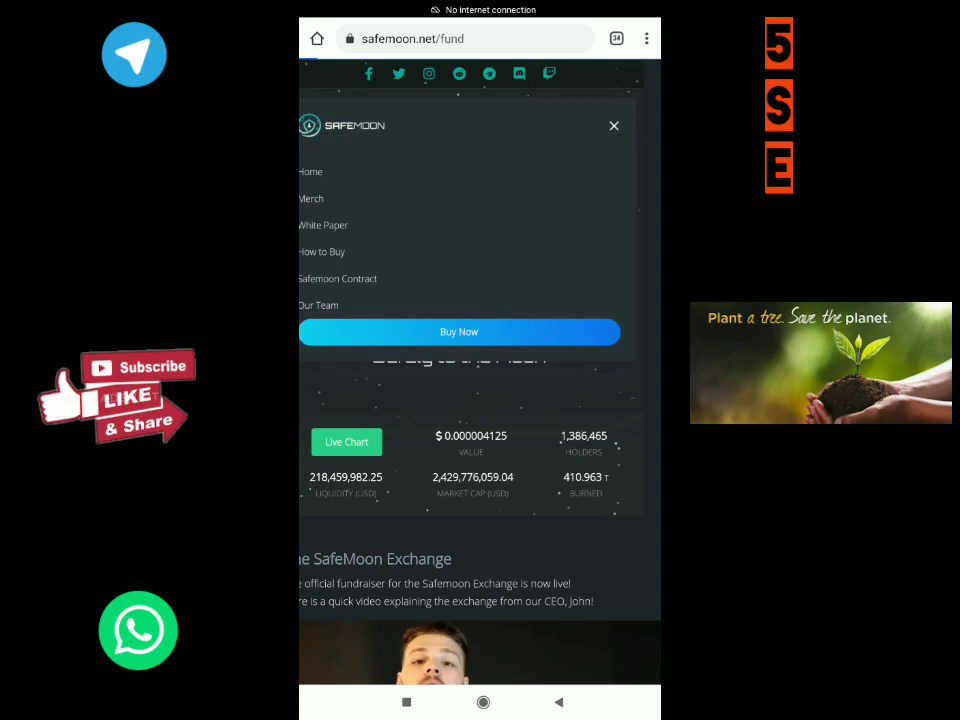 No internet connection
safemoon.net/fund
34
SAFEMOON
Home
Merch
White Paper
How to Buy
Safemoon Contract
Our Team
Buy Now
to the Moon
Live Chart
$ 0.000004125
VALUE
1,386,465
HOLDERS
218,459,982.25
LIQUIDITY (USD)
2,429,776,059.04
MARKET CAP (USD)
410.963 T
BURNED
he SafeMoon Exchange
e official fundraiser for the Safemoon Exchange is now live!
re is a quick video explaining the exchange from our CEO, John!
Subscribe
LIKE
& Share
5
S
E
Plant a tree. Save the planet.